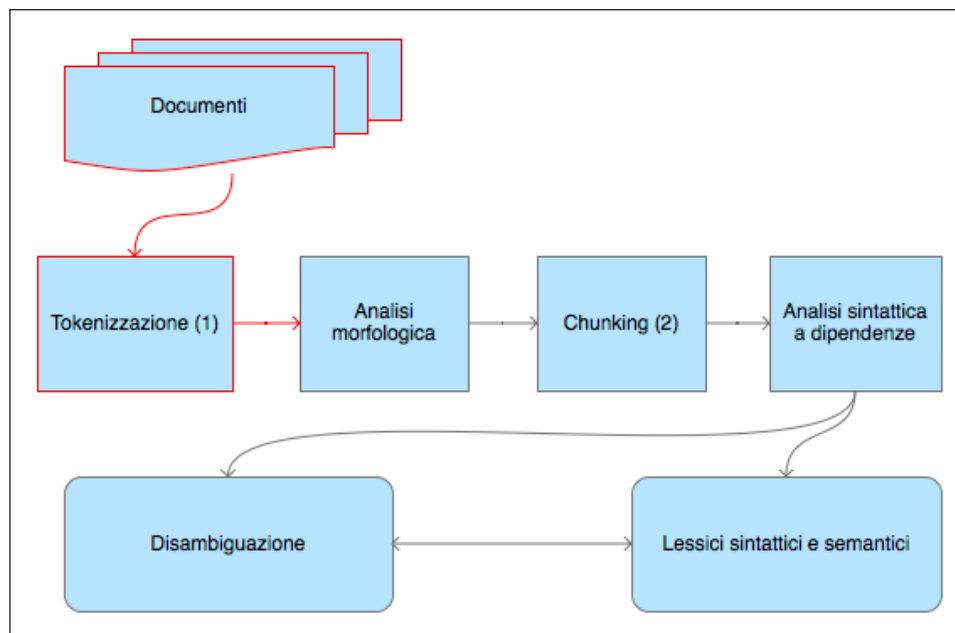 Documenti
Tokenizzazione (1)
Analisi
morfologica
Chunking (2)
Analisi sintattica
a dipendenze
Disambiguazione
Lessici sintattici e semantici